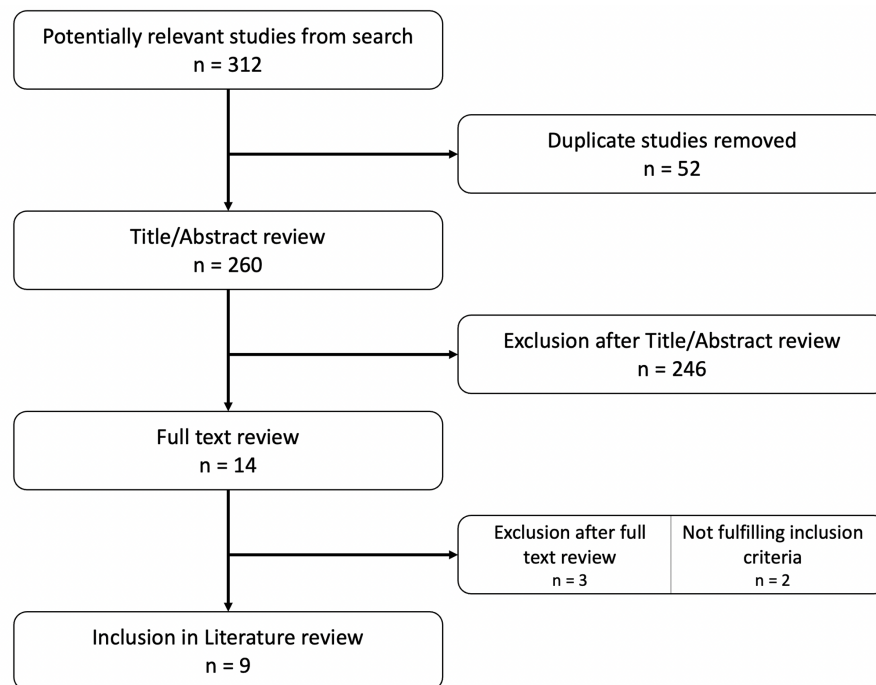 Potentially relevant studies from search
n = 312
Duplicate studies removed
n = 52
Title/Abstract review
n = 260
Exclusion after Title/Abstract review
n = 246
Full text review
n = 14
Exclusion after full
text review
n = 3
Not fulfilling inclusion
criteria
n = 2
Inclusion in Literature review
n = 9